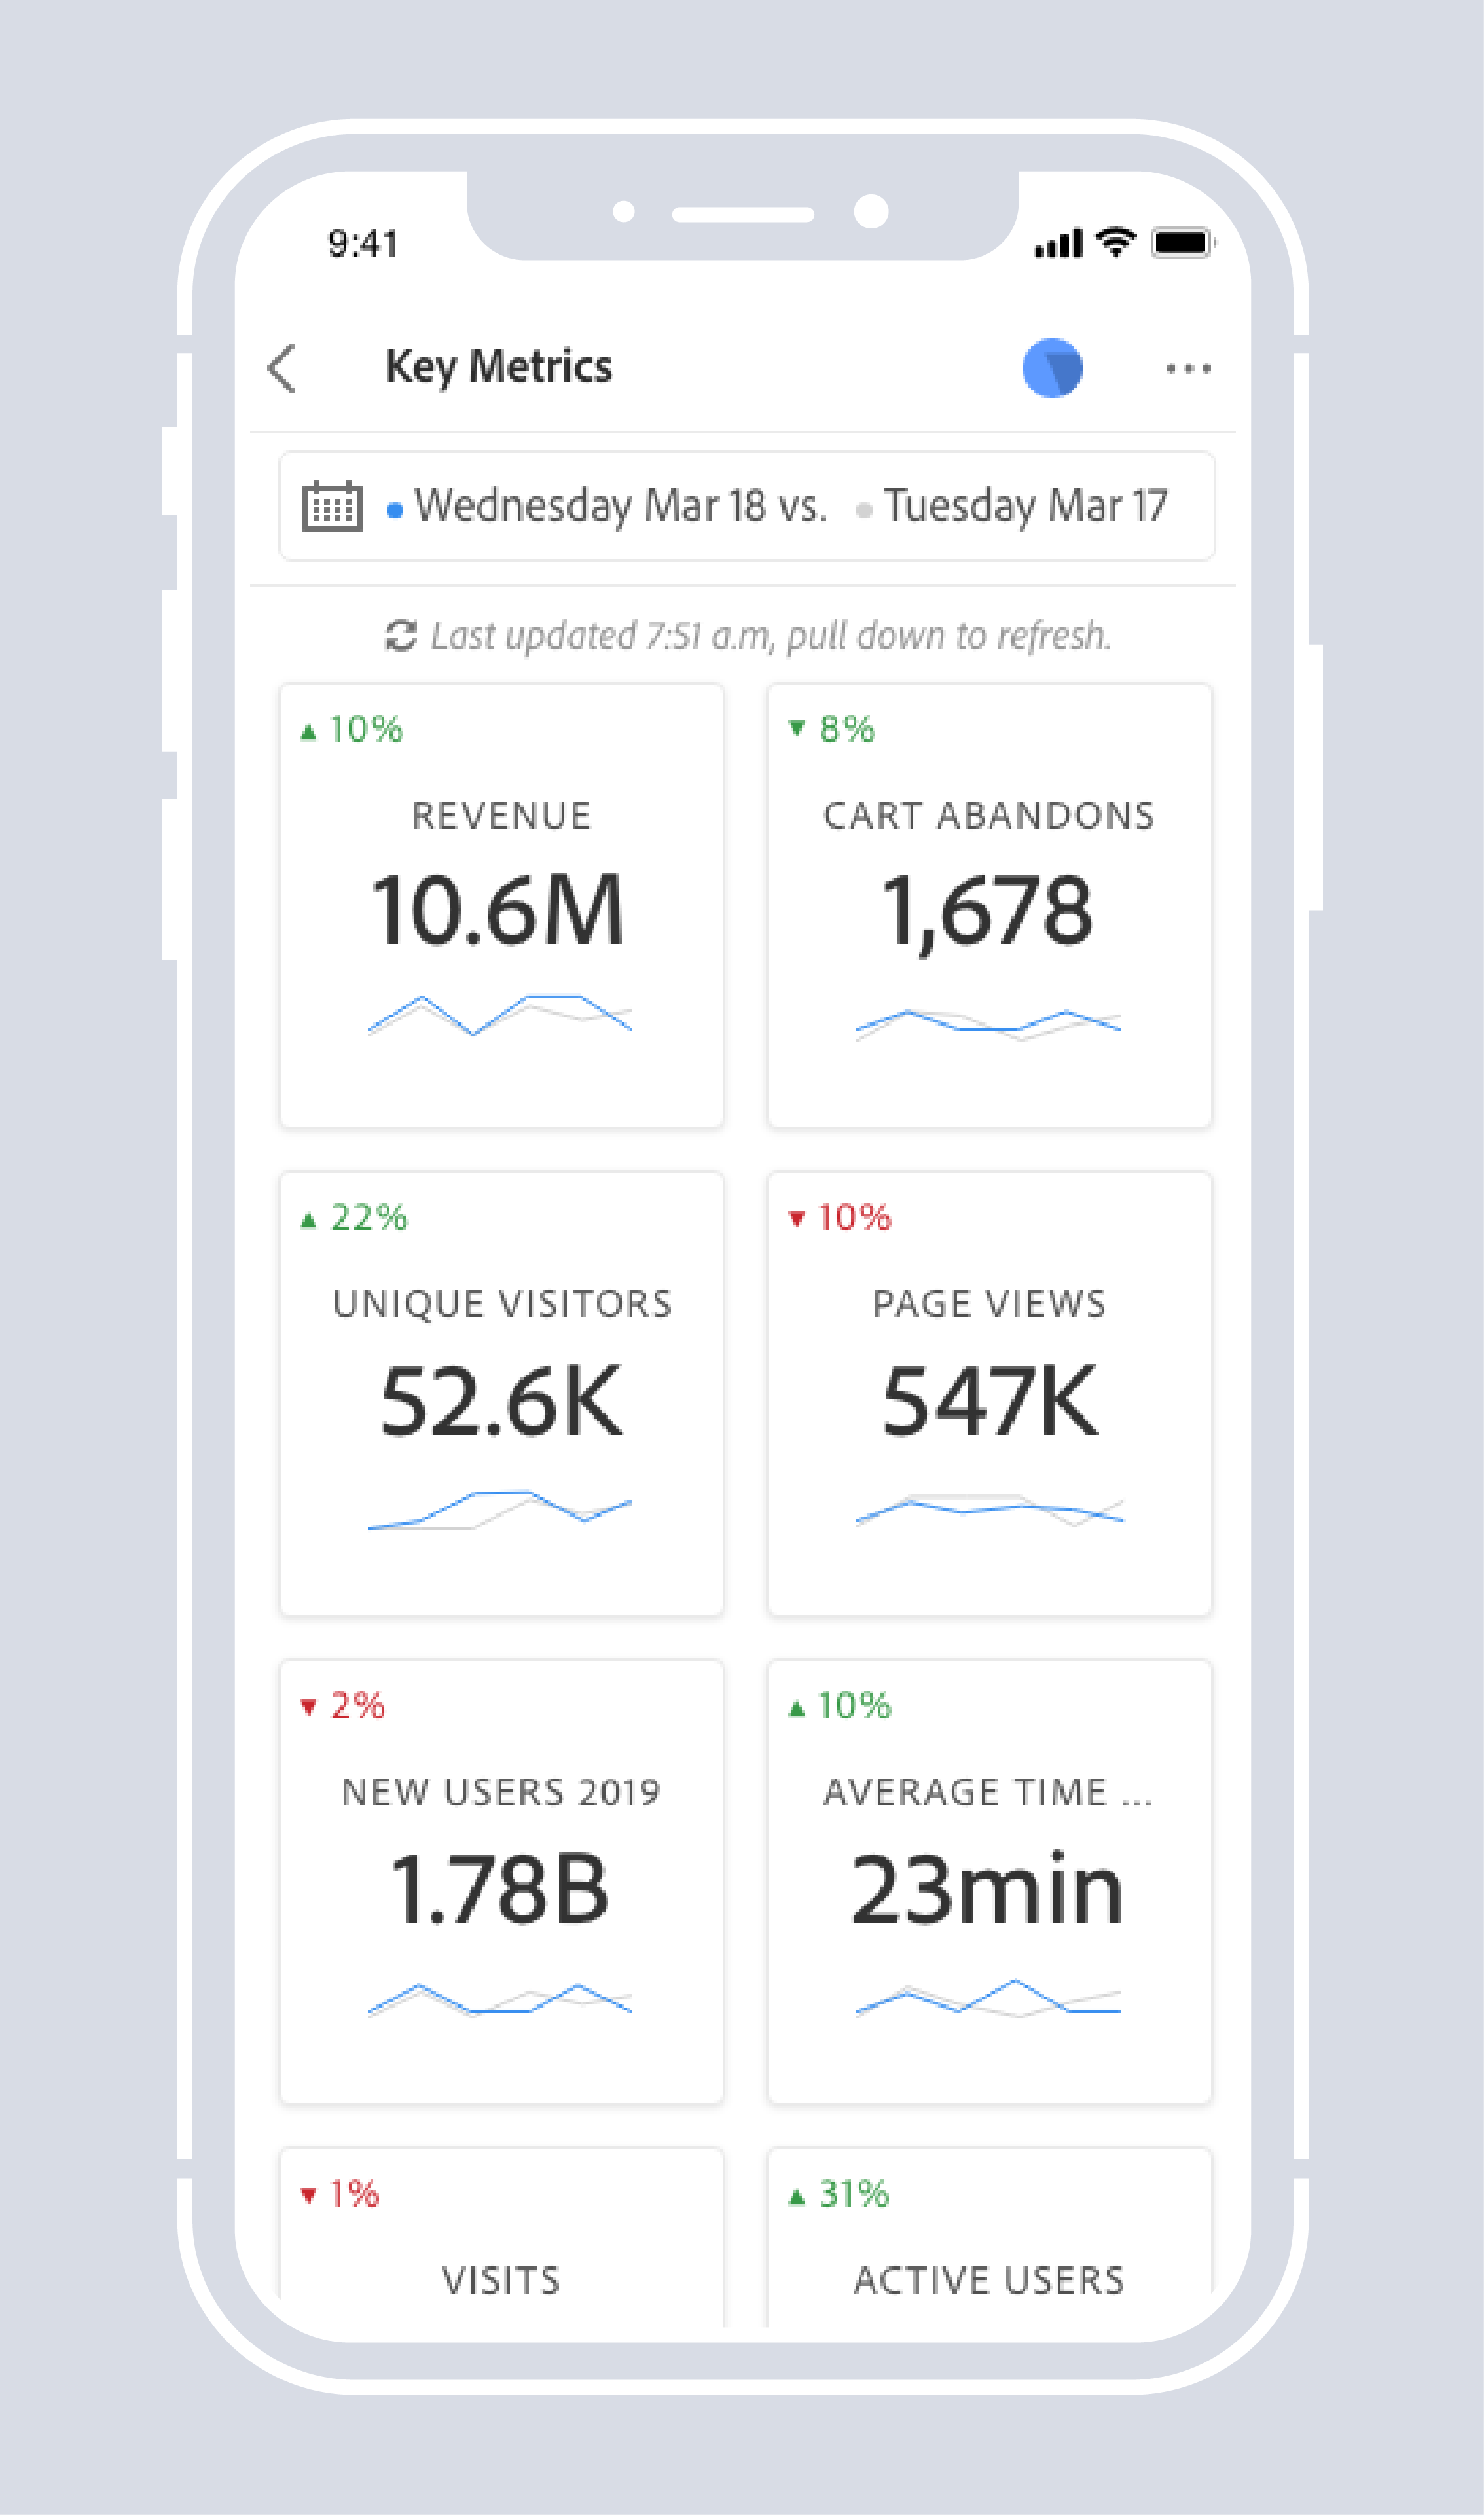 9:41
Key Metrics
Wednesday Mar 18 vs. Tuesday Mar 17
Last updated 7:51 a.m, pull down to refresh.
▲ 10%
REVENUE
10.6M
▼ 8%
CART ABANDONS
1,678
▲ 22%
UNIQUE VISITORS
52.6K
▼ 10%
PAGE VIEWS
547K
▼ 2%
NEW USERS 2019
1.78B
▲ 10%
AVERAGE TIME ...
23min
▼ 1%
VISITS
▲ 31%
ACTIVE USERS